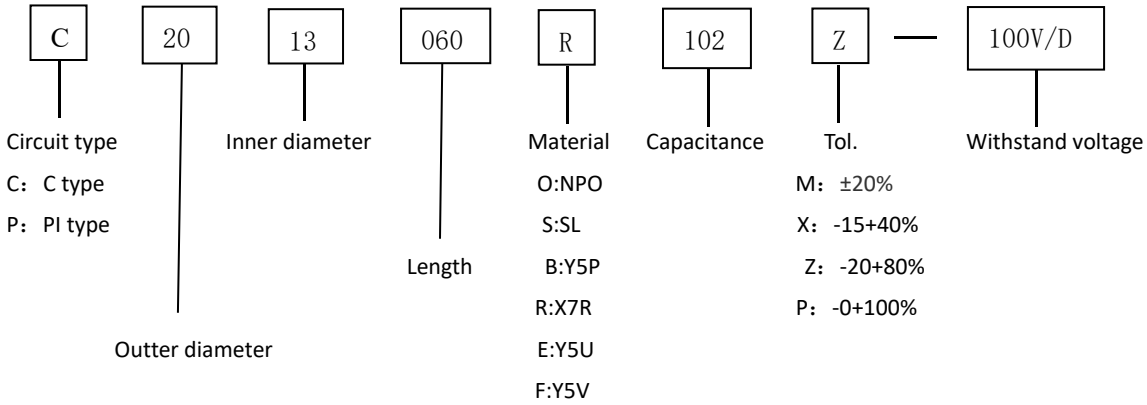 C 20 13 060 R 102 Z — 100V/D
Circuit type Inner diameter Material Capacitance Tol. Withstand voltage
C： C type O:NPO M： ±20%
P： PI type S:SL X： -15+40%
Length B:Y5P Z： -20+80%
R:X7R P： -0+100%
Outter diameter E:Y5U
F:Y5V